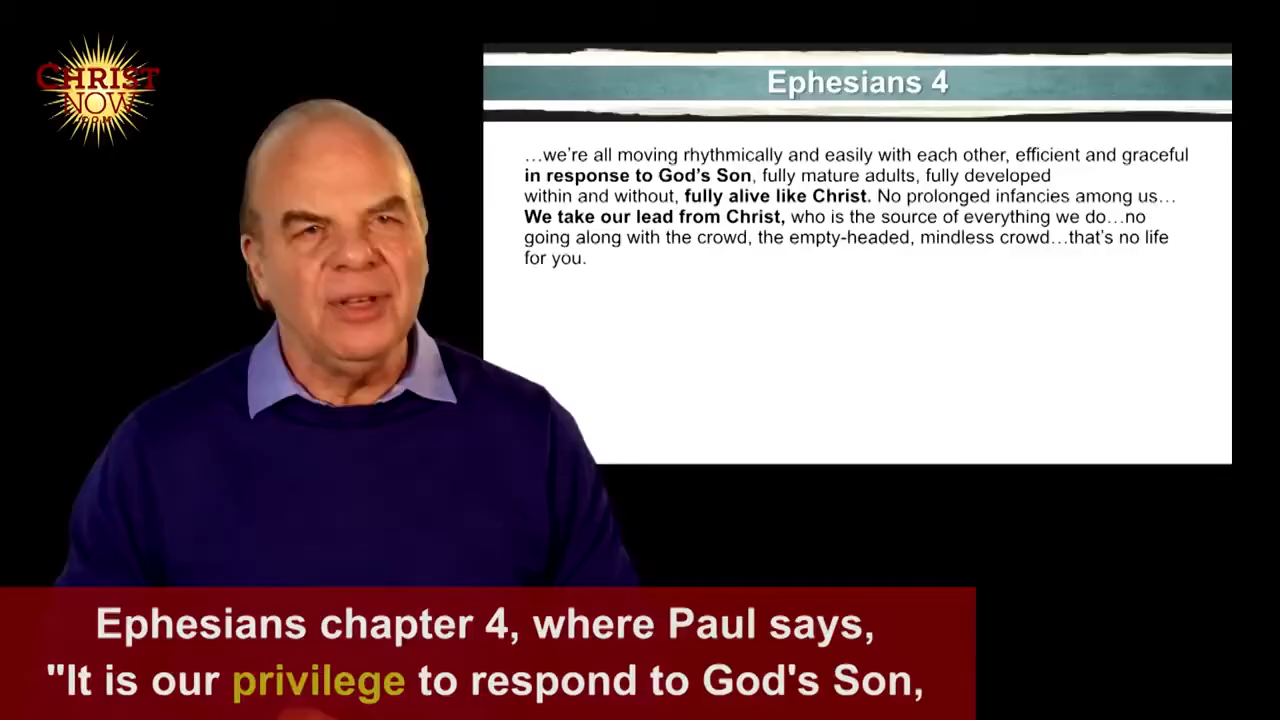 CHRIST
NOW
.COM
Ephesians 4
…we’re all moving rhythmically and easily with each other, efficient and graceful
in response to God’s Son, fully mature adults, fully developed
within and without, fully alive like Christ. No prolonged infancies among us…
We take our lead from Christ, who is the source of everything we do…no
going along with the crowd, the empty-headed, mindless crowd…that’s no life
for you.
Ephesians chapter 4, where Paul says,
"It is our privilege to respond to God's Son,